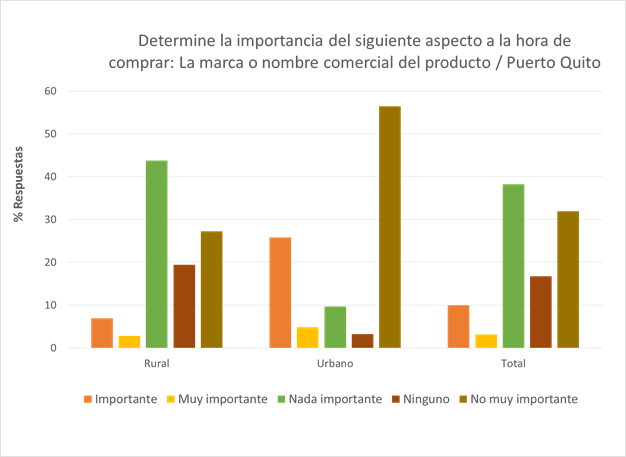 Determine la importancia del siguiente aspecto a la hora de
comprar: La marca o nombre comercial del producto / Puerto Quito
% Respuestas
60
50
40
30
20
10
0
Rural Urbano Total
Importante Muy importante Nada importante Ninguno No muy importante